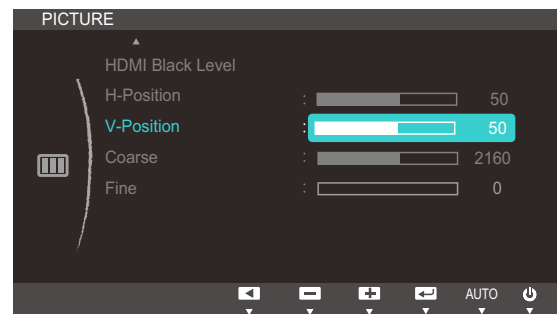 PICTURE
HDMI Black Level
H-Position : 50
V-Position : 50
Coarse : 2160
Fine : 0
AUTO